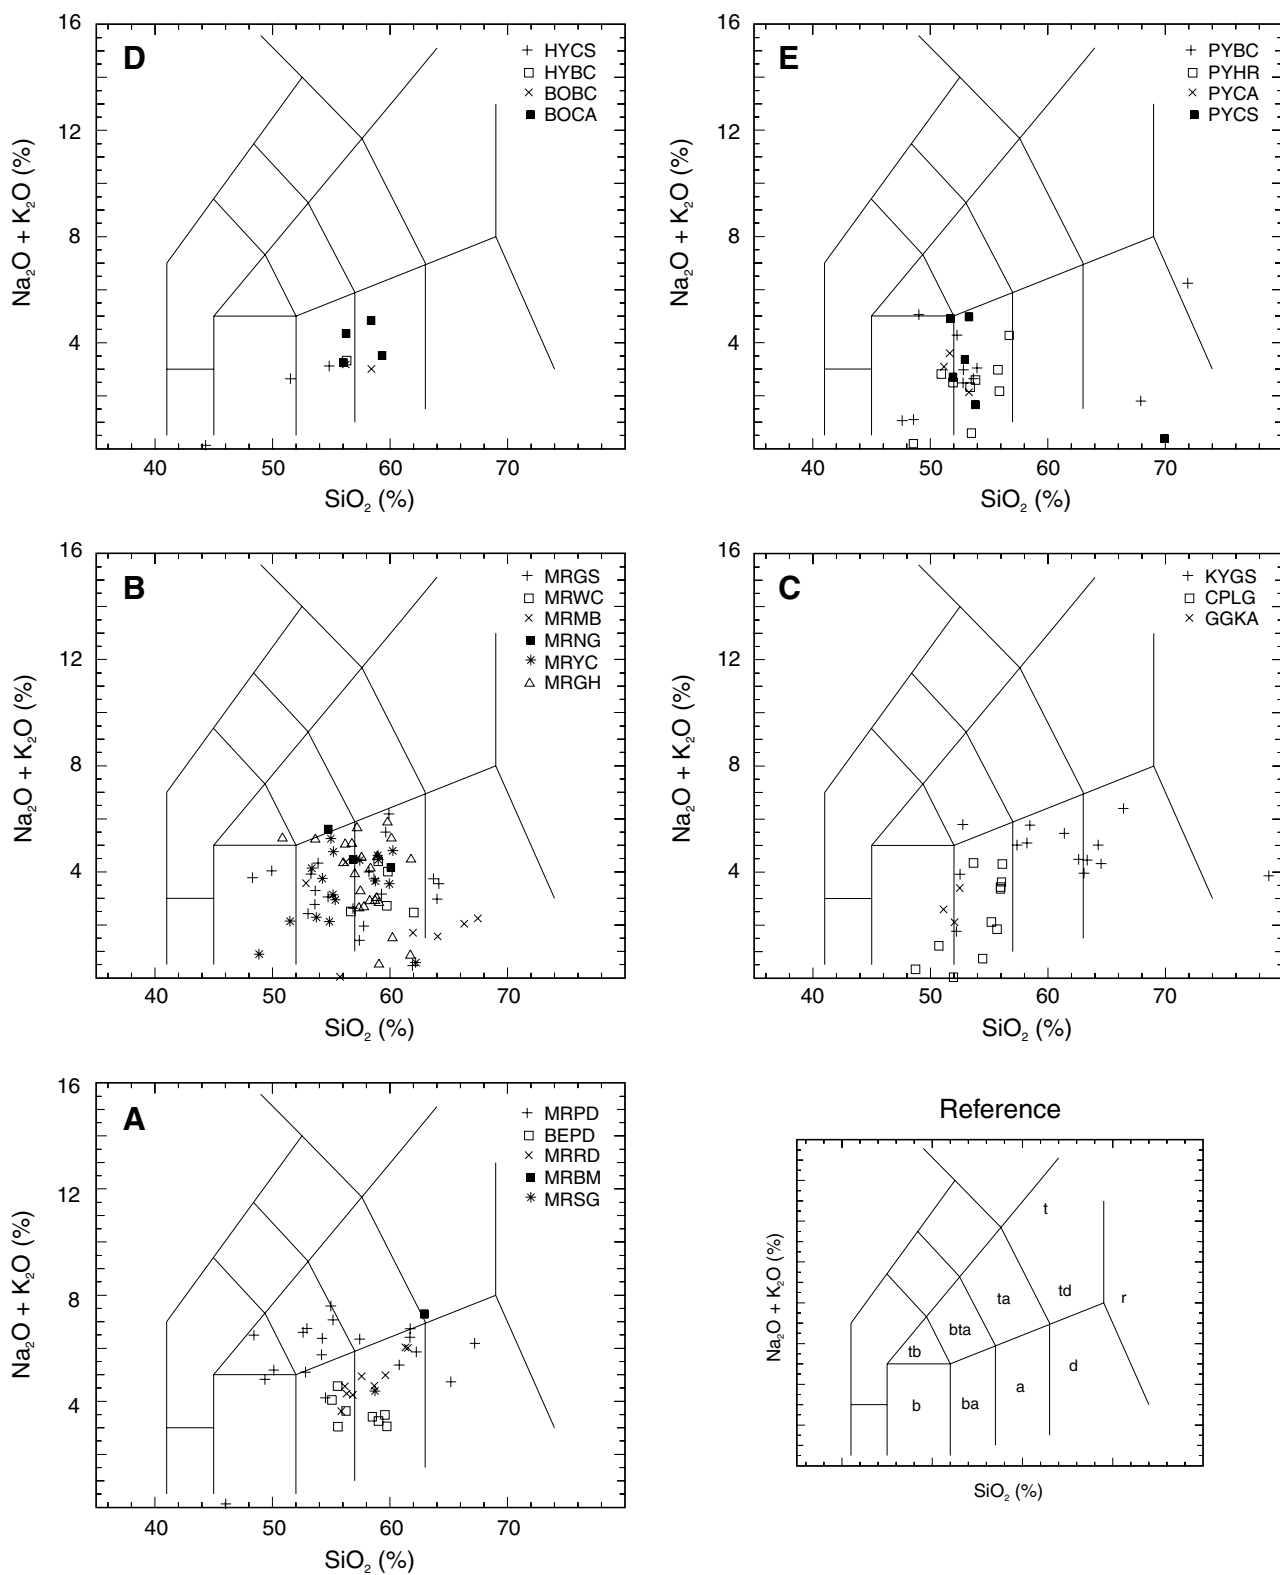 D
HYCS
HYBC
BOBC
BOCA
16
12
8
4
Na₂O + K₂O (%)
40 50 60 70
SiO₂ (%)
E
PYBC
PYHR
PYCA
PYCS
16
12
8
4
Na₂O + K₂O (%)
40 50 60 70
SiO₂ (%)
B
MRGS
MRWC
MRMB
MRNG
MRYC
MRGH
16
12
8
4
Na₂O + K₂O (%)
40 50 60 70
SiO₂ (%)
C
KYGS
CPLG
GGKA
16
12
8
4
Na₂O + K₂O (%)
40 50 60 70
SiO₂ (%)
A
MRPD
BEPD
MRRD
MRBM
MRSG
16
12
8
4
Na₂O + K₂O (%)
40 50 60 70
SiO₂ (%)
Reference
t
td
r
ta
bta
tb
d
a
ba
b
Na₂O + K₂O (%)
SiO₂ (%)